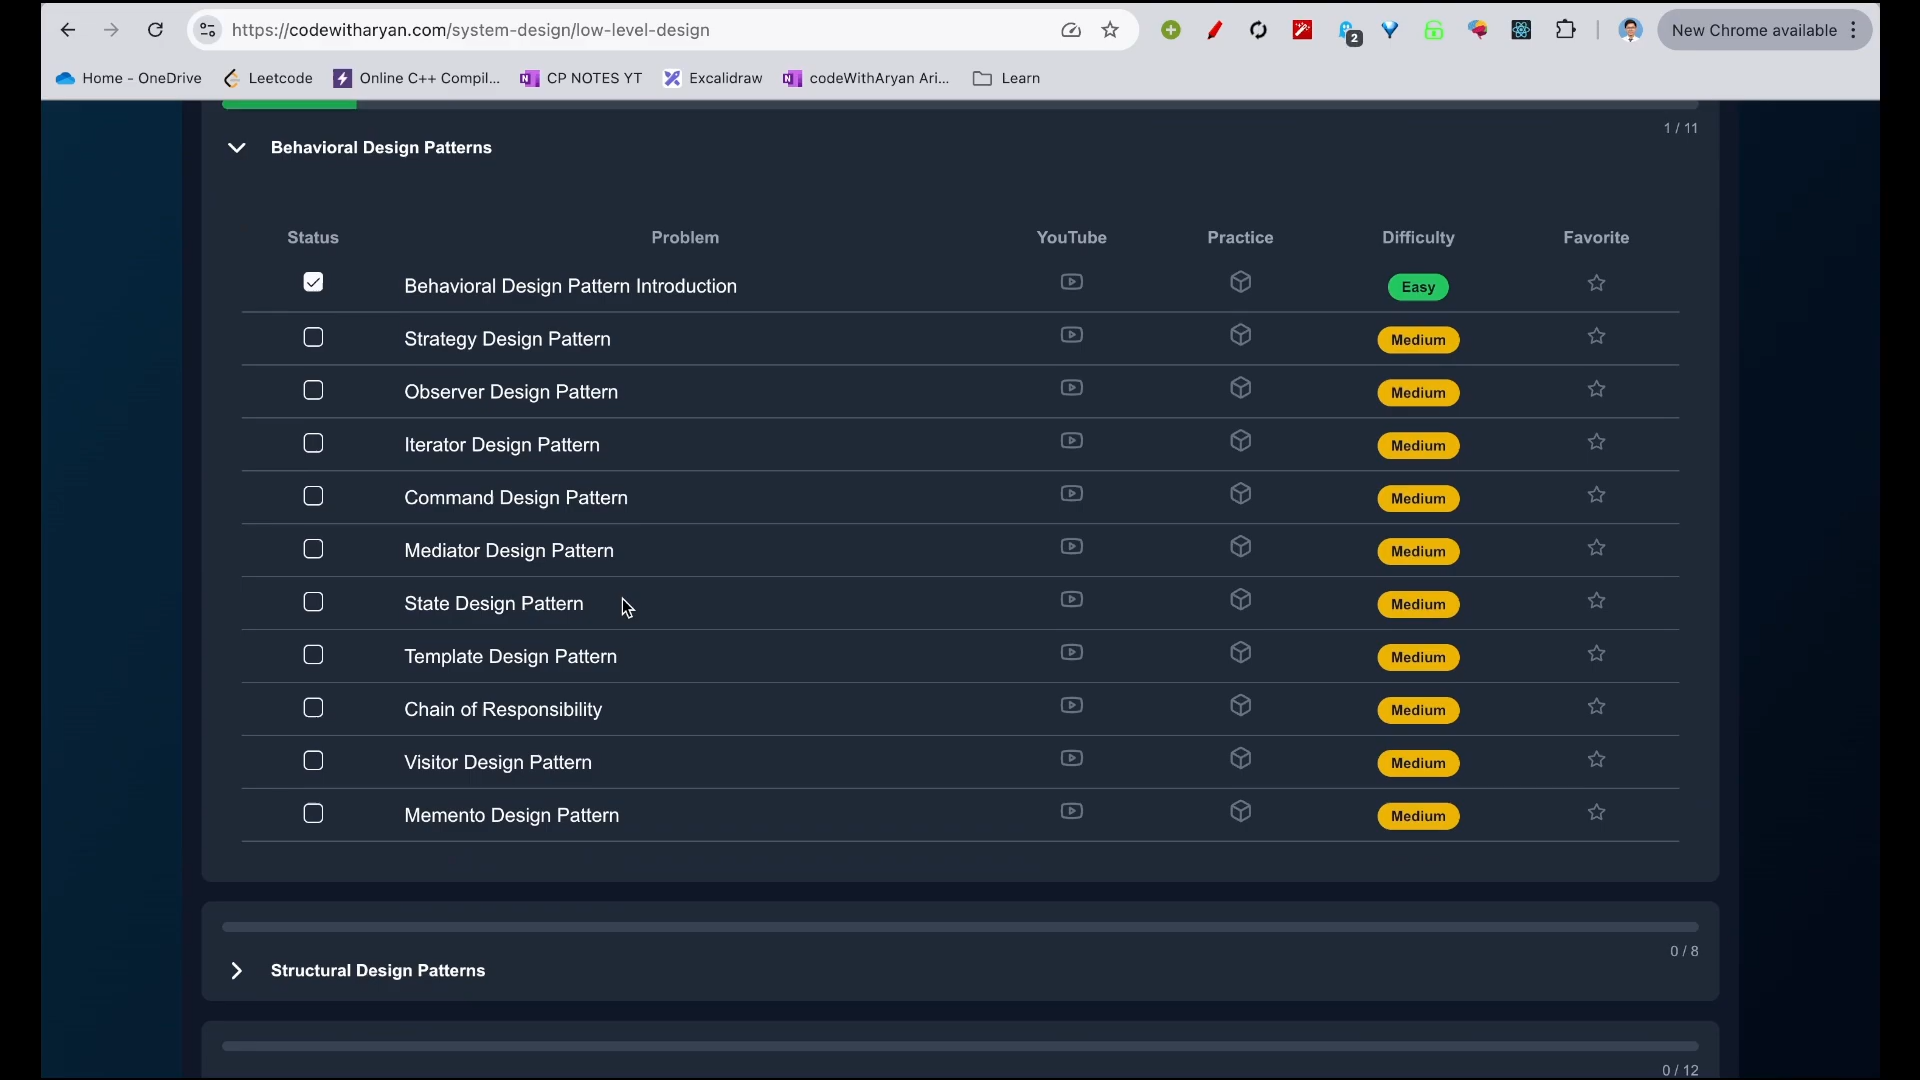 https://codewitharyan.com/system-design/low-level-design
2
New Chrome available
Home - OneDrive
Leetcode
Online C++ Compil...
CP NOTES YT
Excalidraw
codeWithAryan Ari...
Learn
1 / 11
Behavioral Design Patterns
Status Problem YouTube Practice Difficulty Favorite
Behavioral Design Pattern Introduction Easy
Strategy Design Pattern Medium
Observer Design Pattern Medium
Iterator Design Pattern Medium
Command Design Pattern Medium
Mediator Design Pattern Medium
State Design Pattern Medium
Template Design Pattern Medium
Chain of Responsibility Medium
Visitor Design Pattern Medium
Memento Design Pattern Medium
0 / 8
Structural Design Patterns
0 / 12